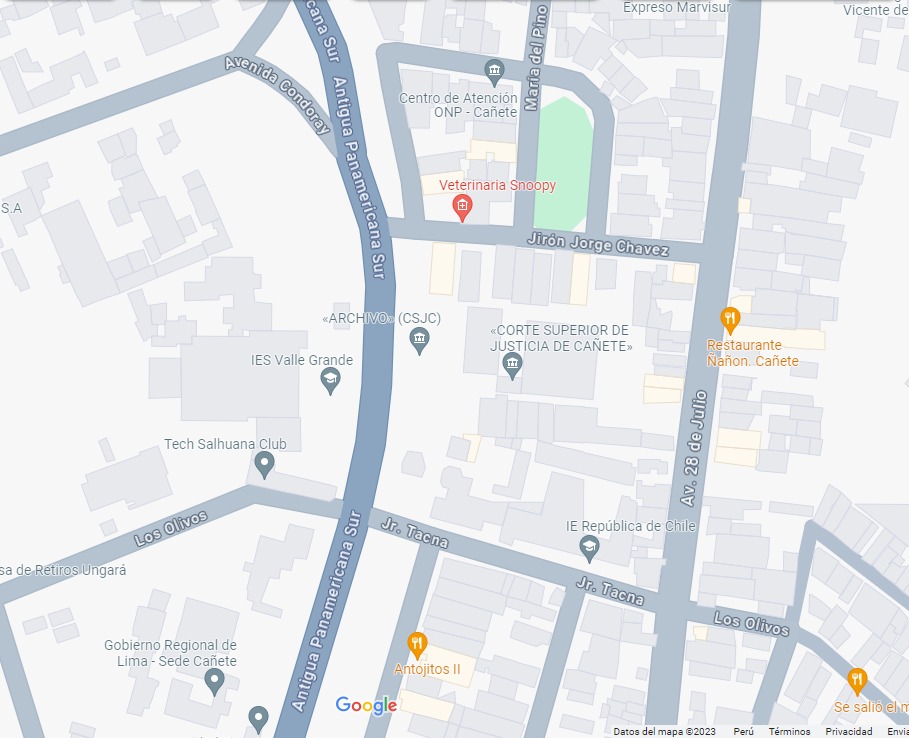 Expreso Marvisur
Vicente de
cana Sur
María del Pino
Avenida Condoray
Antigua Panamericana Sur
Centro de Atención
ONP - Cañete
Veterinaria Snoopy
S.A
Jirón Jorge Chavez
«ARCHIVO» (CSJC)
«CORTE SUPERIOR DE
JUSTICIA DE CAÑETE»
Restaurante
Ñañon. Cañete
IES Valle Grande
Av. 28 de Julio
Tech Salhuana Club
Los Olivos
Jr. Tacna
IE República de Chile
sa de Retiros Ungará
Jr. Tacna
Los Olivos
Antigua Panamericana Sur
Gobierno Regional de
Lima - Sede Cañete
Antojitos II
Se salió el m
Google
Datos del mapa ©2023 Perú Términos Privacidad Envia